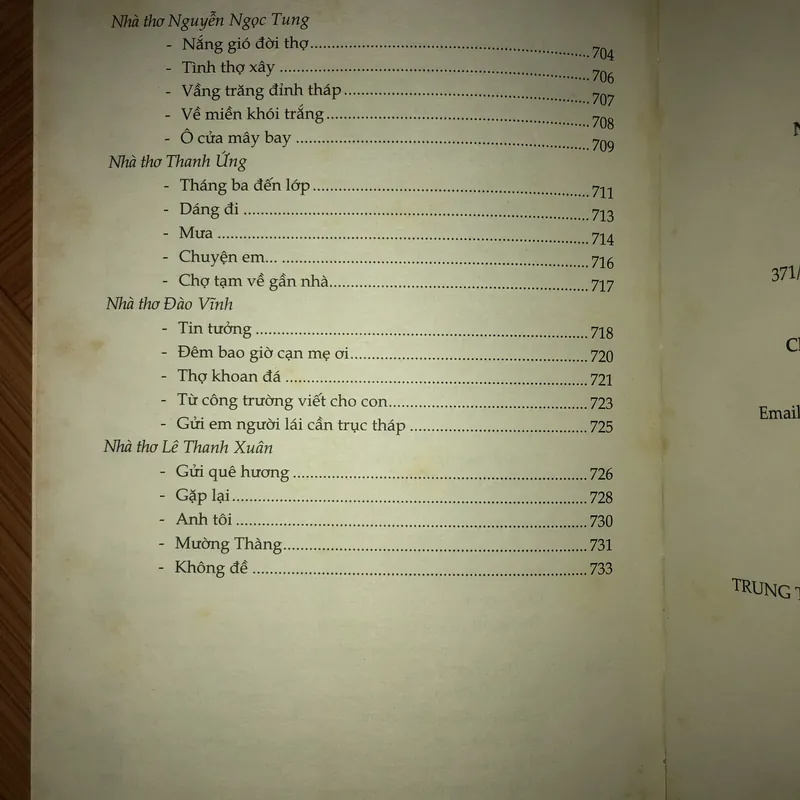 Nhà thơ Nguyễn Ngọc Tung
- Nắng gió đời thợ 704
- Tình thợ xây 706
- Vầng trăng đỉnh tháp 707
- Về miền khói trắng 708
- Ô cửa mây bay 709
Nhà thơ Thanh Ứng
- Tháng ba đến lớp 711
- Dáng đi 713
- Mưa 714
- Chuyện em... 716
- Chợ tạm về gần nhà 717
Nhà thơ Đào Vĩnh
- Tin tưởng 718
- Đêm bao giờ cạn mẹ ơi 720
- Thợ khoan đá 721
- Từ công trường viết cho con 723
- Gửi em người lái cần trục tháp 725
Nhà thơ Lê Thanh Xuân
- Gửi quê hương 726
- Gặp lại 728
- Anh tôi 730
- Mường Thàng 731
- Không đề 733
371/
Email
TRUNG